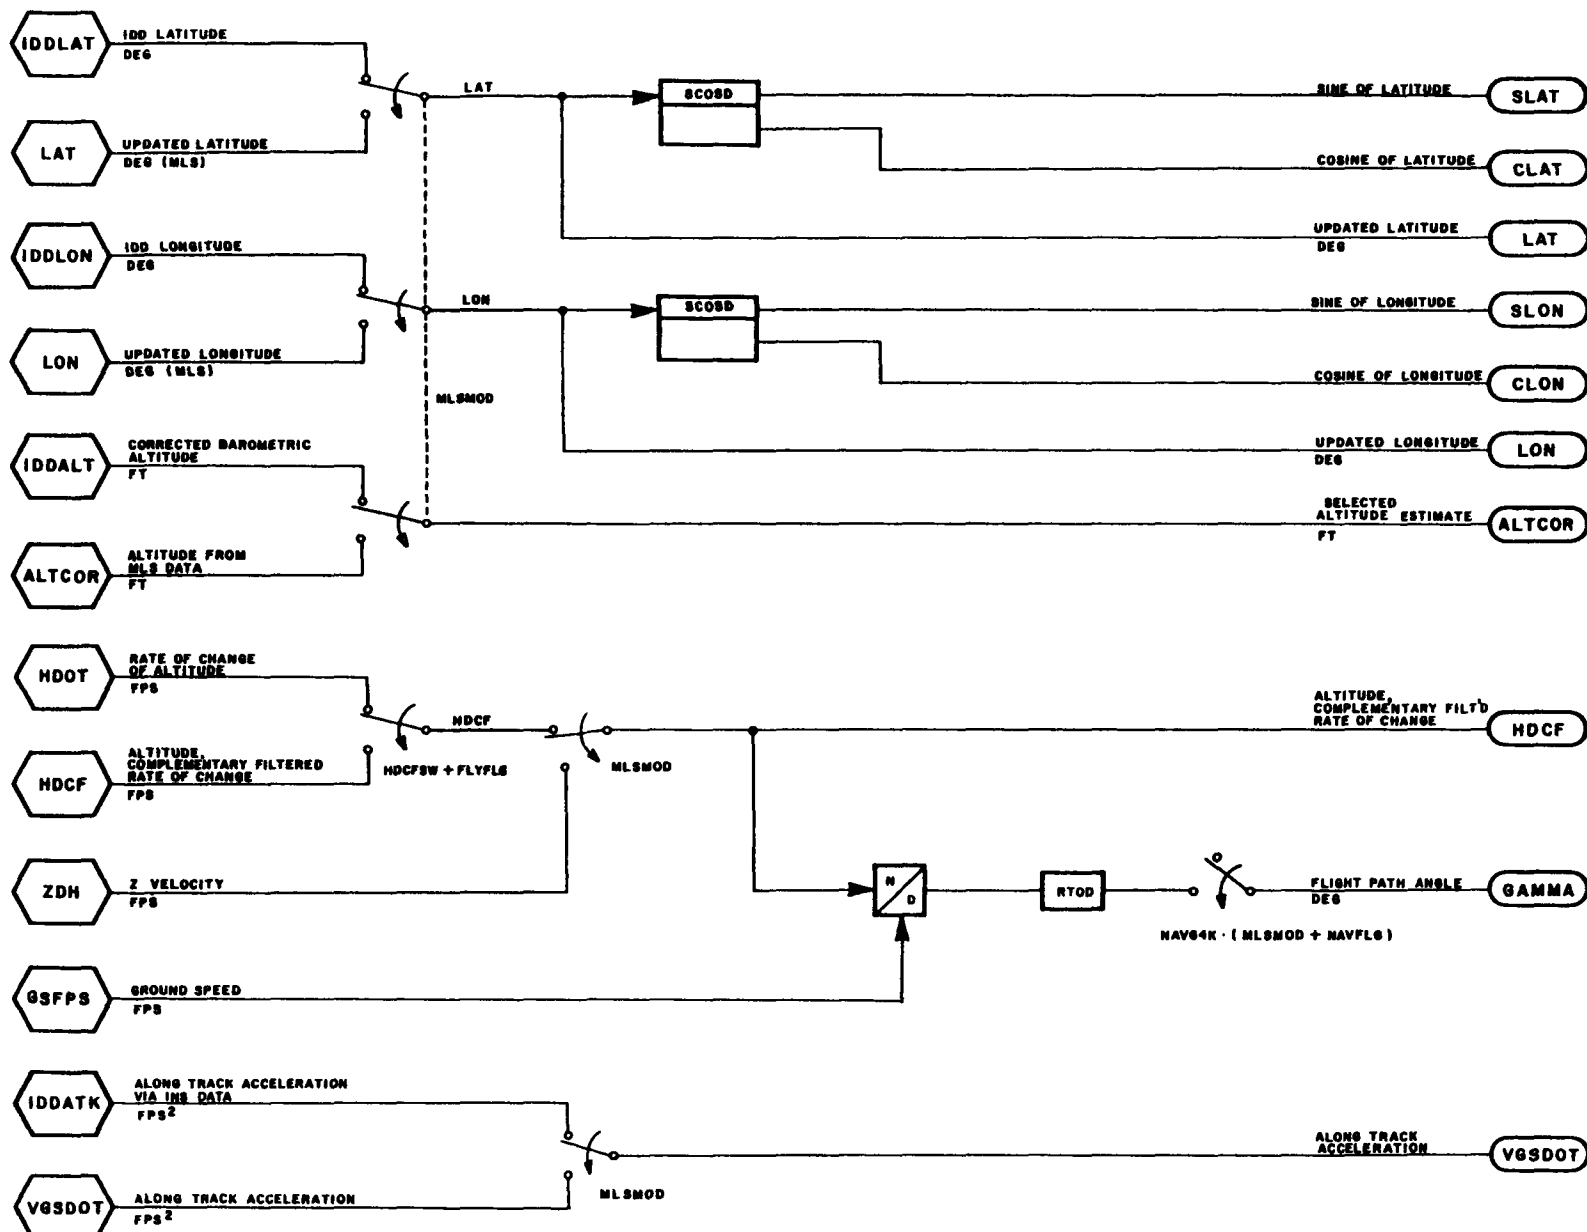 IDDLAT
IDD LATITUDE
DEG
LAT
SCOSD
SINE OF LATITUDE
SLAT
LAT
UPDATED LATITUDE
DEG (MLS)
COSINE OF LATITUDE
CLAT
UPDATED LATITUDE
DEG
LAT
IDDLON
IDD LONGITUDE
DEG
LON
SCOSD
SINE OF LONGITUDE
SLON
LON
UPDATED LONGITUDE
DEG (MLS)
COSINE OF LONGITUDE
CLON
MLSMOD
IDDALT
CORRECTED BAROMETRIC
ALTITUDE
FT
UPDATED LONGITUDE
DEG
LON
SELECTED
ALTITUDE ESTIMATE
FT
ALTCOR
ALTCOR
ALTITUDE FROM
MLS DATA
FT
HDOT
RATE OF CHANGE
OF ALTITUDE
FPS
HDCF
ALTITUDE,
COMPLEMENTARY FILT'D
RATE OF CHANGE
HDCF
HDCF
ALTITUDE,
COMPLEMENTARY FILTERED
RATE OF CHANGE
FPS
HDCFSW + FLYFLG
MLSMOD
ZDH
Z VELOCITY
FPS
N
D
RTOD
FLIGHT PATH ANGLE
DEG
GAMMA
NAV64K · (MLSMOD + NAVFLG)
GSFPS
GROUND SPEED
FPS
IDDATK
ALONG TRACK ACCELERATION
VIA INS DATA
FPS²
ALONG TRACK
ACCELERATION
VGSDOT
MLSMOD
VGSDOT
ALONG TRACK ACCELERATION
FPS²